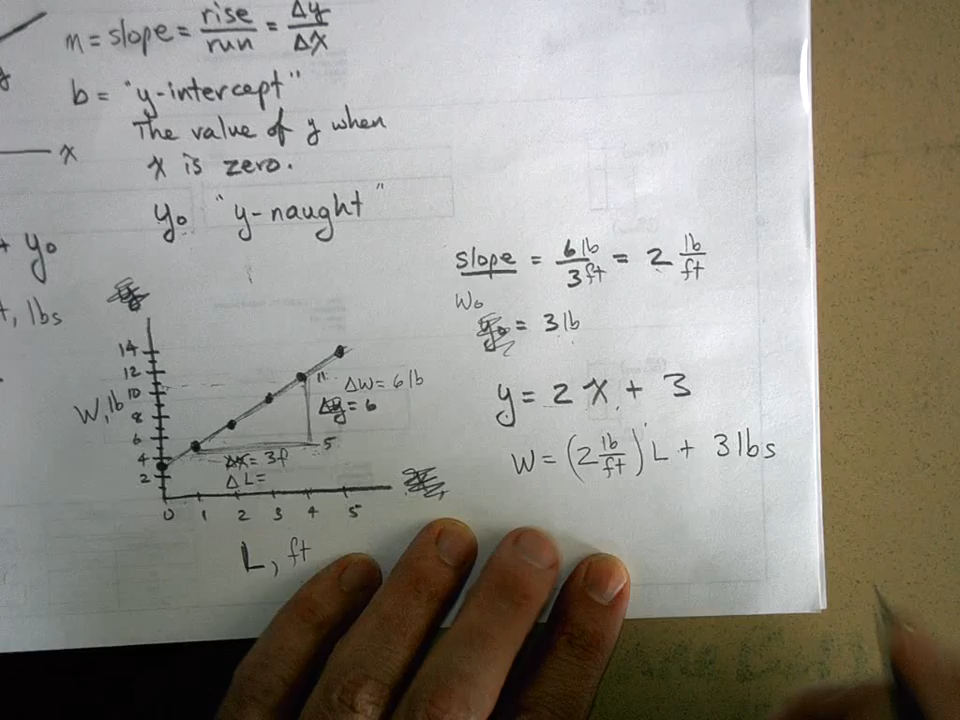 m = slope = rise/run = Δy/Δx
b = "y-intercept"
The value of y when
x
x is zero.
y₀ "y-naught"
+ y₀
t, lbs
slope = 6 lb/3 ft = 2 lb/ft
W₀
= 3 lb
y = 2x + 3
W = (2 lb/ft) L + 3 lbs
14
12
10
8
6
4
2
W, lb
11
ΔW = 6 lb
= 6
5
Δx = 3f
ΔL =
0 1 2 3 4 5
L, ft